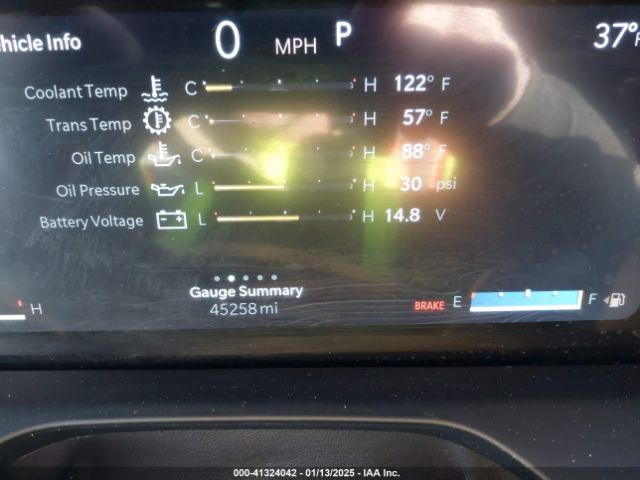 hicle Info 0 MPH P 37°F
Coolant Temp C H 122° F
Trans Temp C H 57° F
Oil Temp C H 88° F
Oil Pressure L H 30 psi
Battery Voltage L H 14.8 V
Gauge Summary
45258 mi
H BRAKE E F
000-41324042 - 01/13/2025 - IAA Inc.